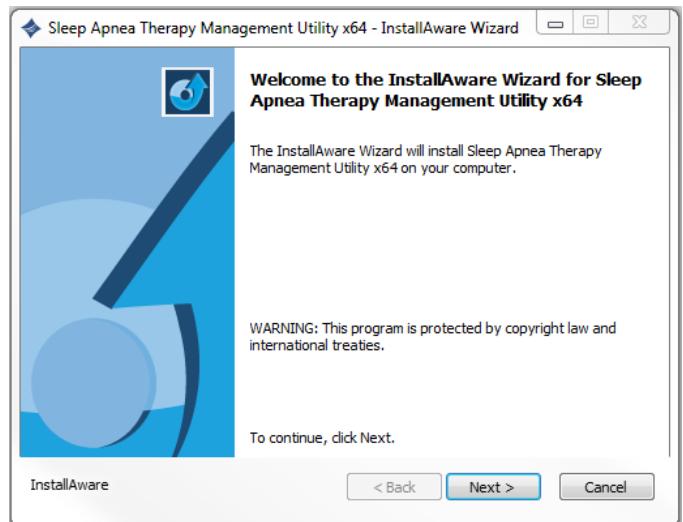 Sleep Apnea Therapy Management Utility x64 - InstallAware Wizard
Welcome to the InstallAware Wizard for Sleep
Apnea Therapy Management Utility x64
The InstallAware Wizard will install Sleep Apnea Therapy
Management Utility x64 on your computer.
WARNING: This program is protected by copyright law and
international treaties.
To continue, click Next.
InstallAware
< Back
Next >
Cancel